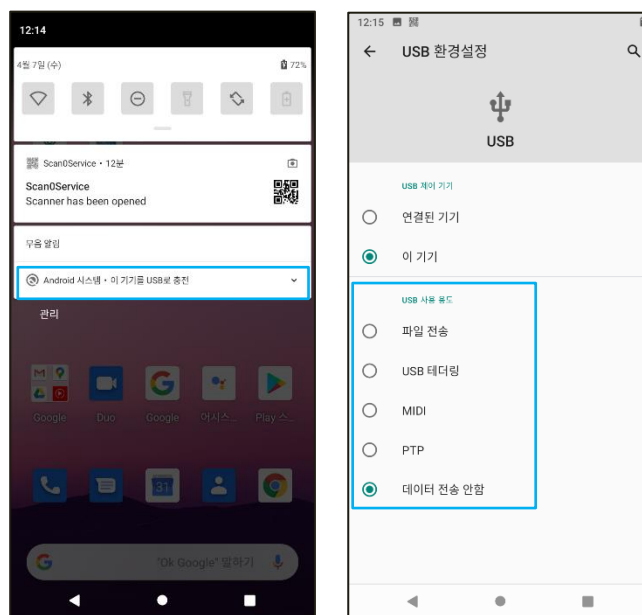 12:14
4월 7일 (수)
72%
Scan0Service • 12분
Scan0Service
Scanner has been opened
무음 알림
Android 시스템 • 이 기기를 USB로 충전
관리
Google
Duo
Google
어시스...
Play 스...
31
"Ok Google" 말하기
12:15
USB 환경설정
USB
USB 제어 기기
연결된 기기
이 기기
USB 사용 용도
파일 전송
USB 테더링
MIDI
PTP
데이터 전송 안함